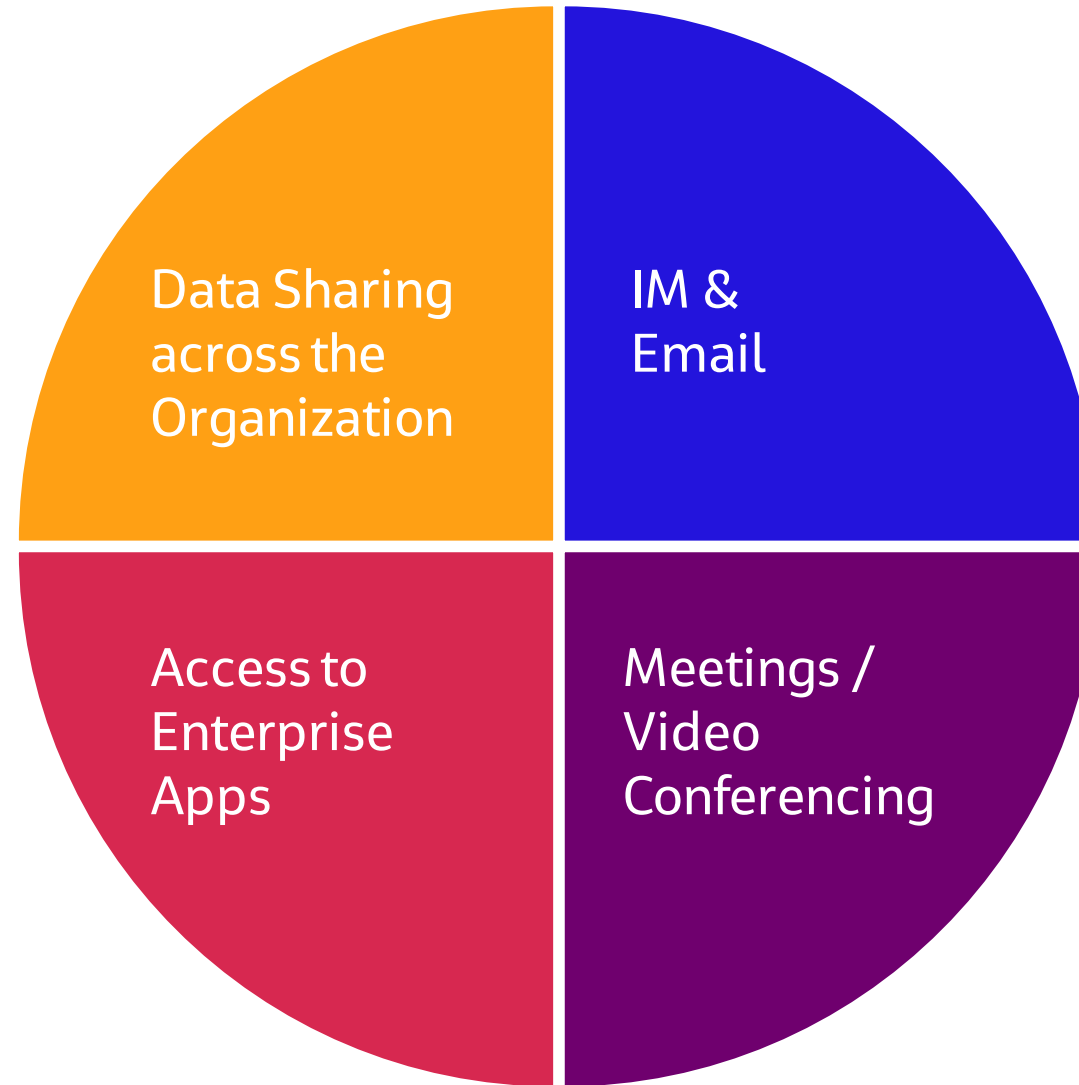 Data Sharing
across the
Organization
IM &
Email
Access to
Enterprise
Apps
Meetings /
Video
Conferencing